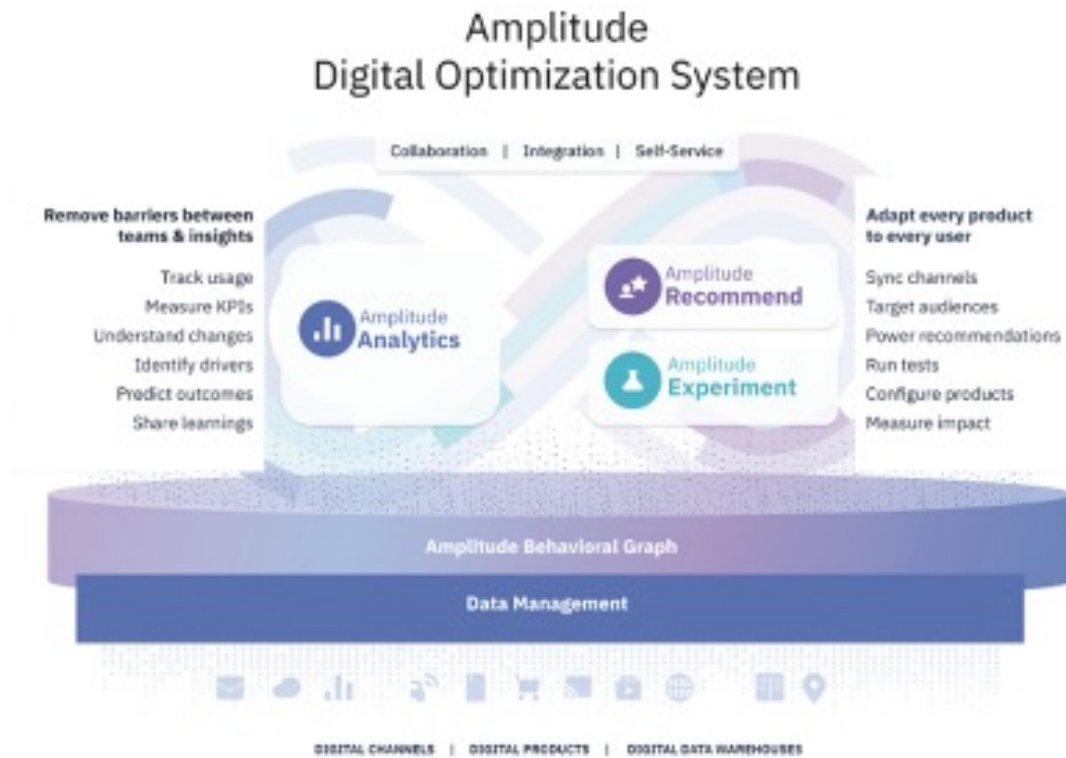 Amplitude
Digital Optimization System
Collaboration | Integration | Self-Service
Remove barriers between
teams & insights
Track usage
Measure KPIs
Understand changes
Identify drivers
Predict outcomes
Share learnings
Amplitude
Analytics
Amplitude
Recommend
Amplitude
Experiment
Adapt every product
to every user
Sync channels
Target audiences
Power recommendations
Run tests
Configure products
Measure impact
Amplitude Behavioral Graph
Data Management
DIGITAL CHANNELS | DIGITAL PRODUCTS | DIGITAL DATA WAREHOUSES